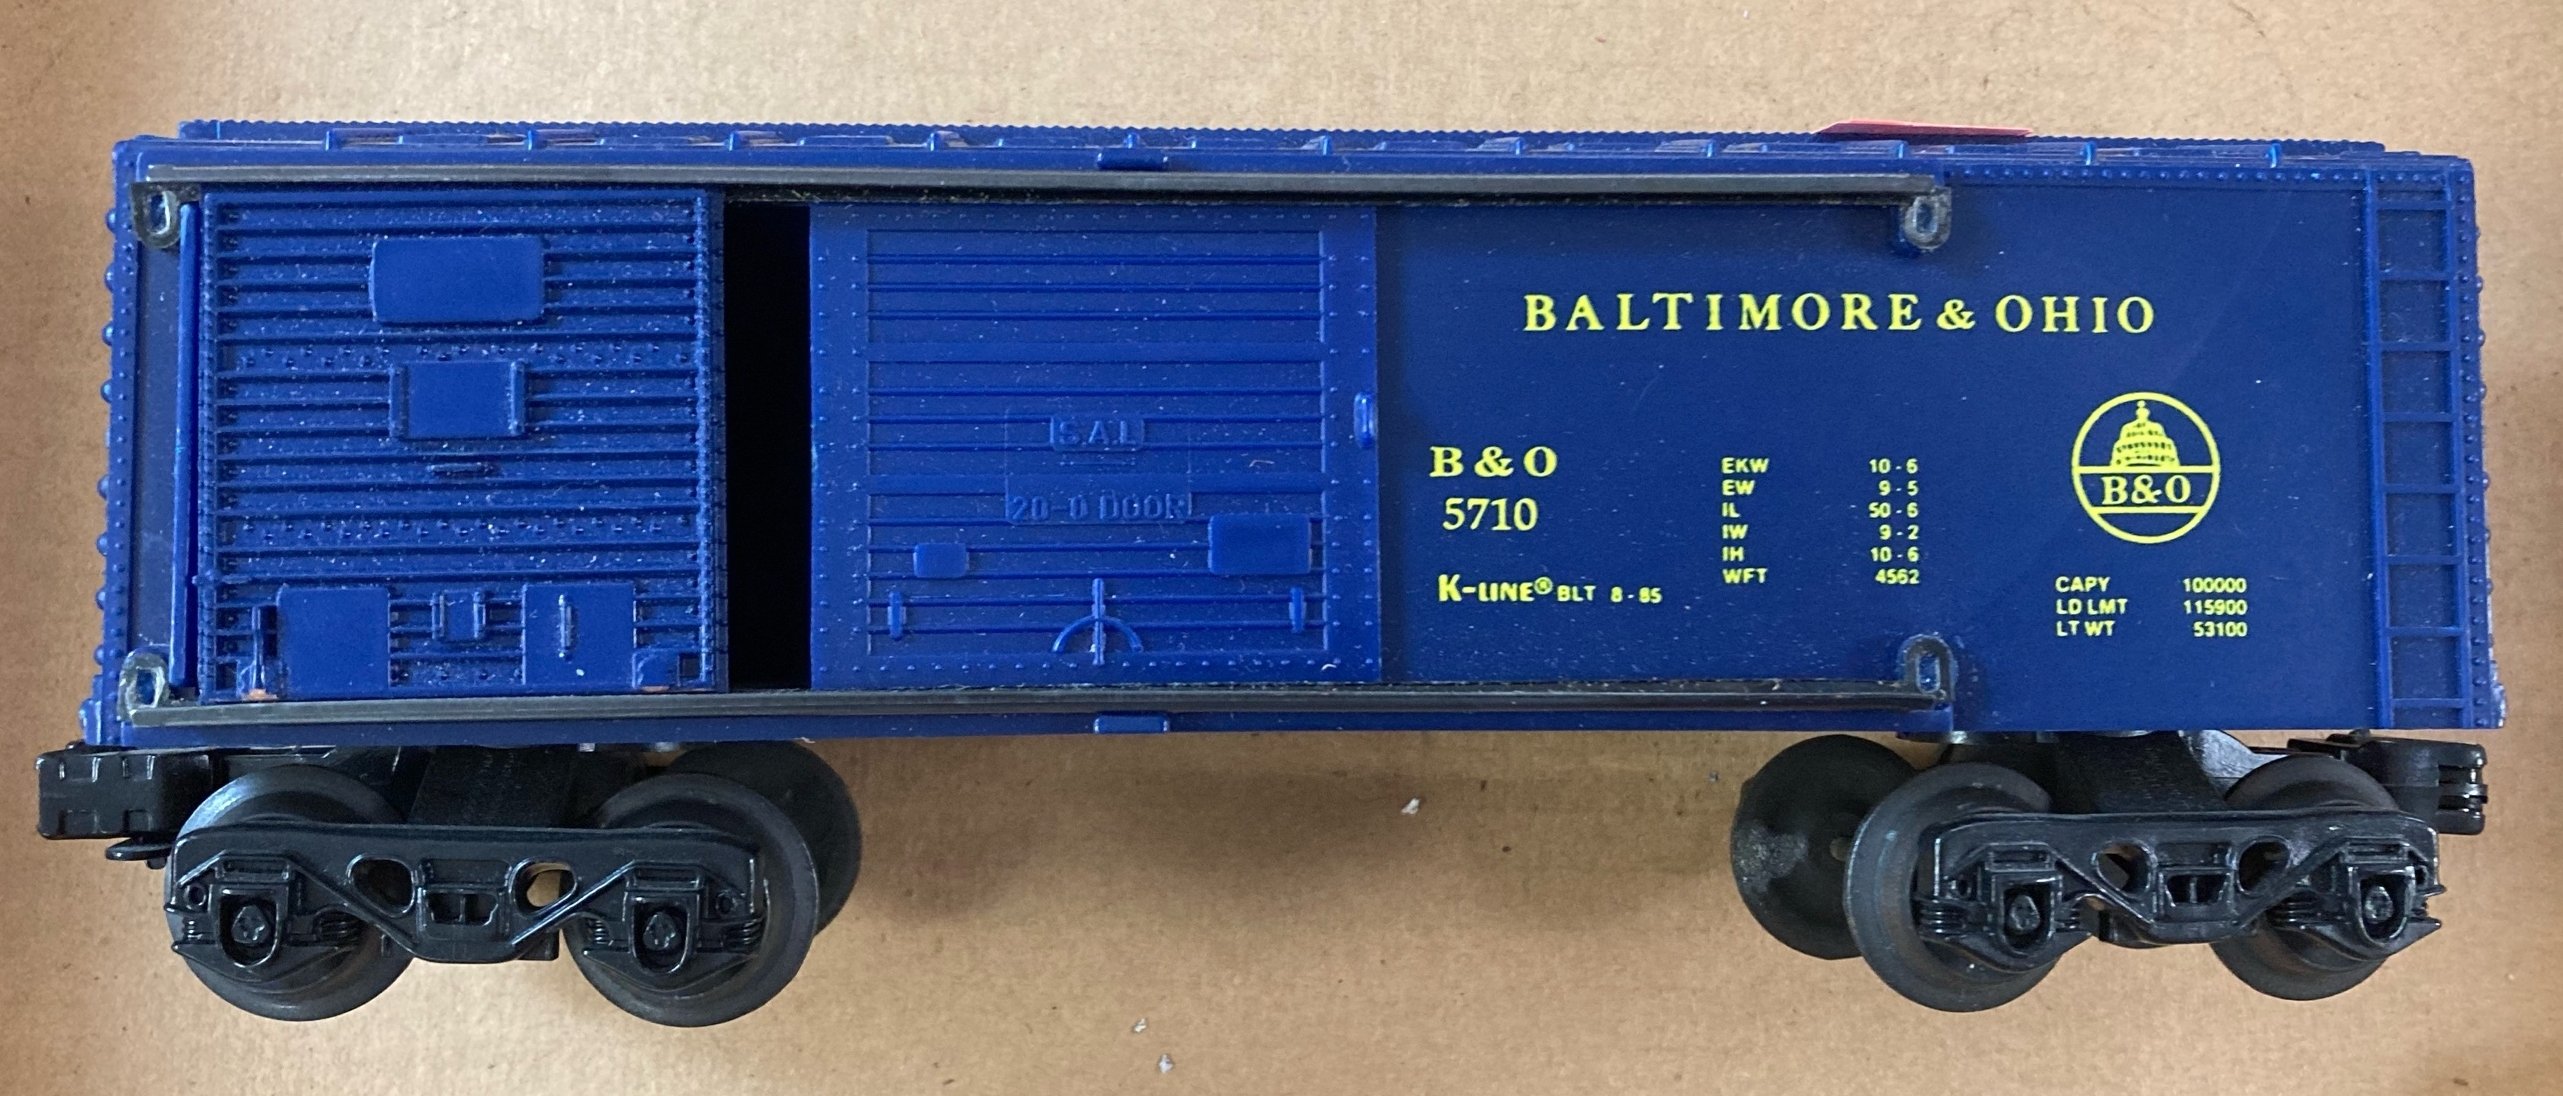 BALTIMORE & OHIO
S.A.L
20-0 DOOR
B & O
5710
K-LINE® BLT 8-85
EKW 10-6
EW 9-5
IL 50-6
IW 9-2
IH 10-6
WFT 4562
B&O
CAPY 100000
LD LMT 115900
LT WT 53100